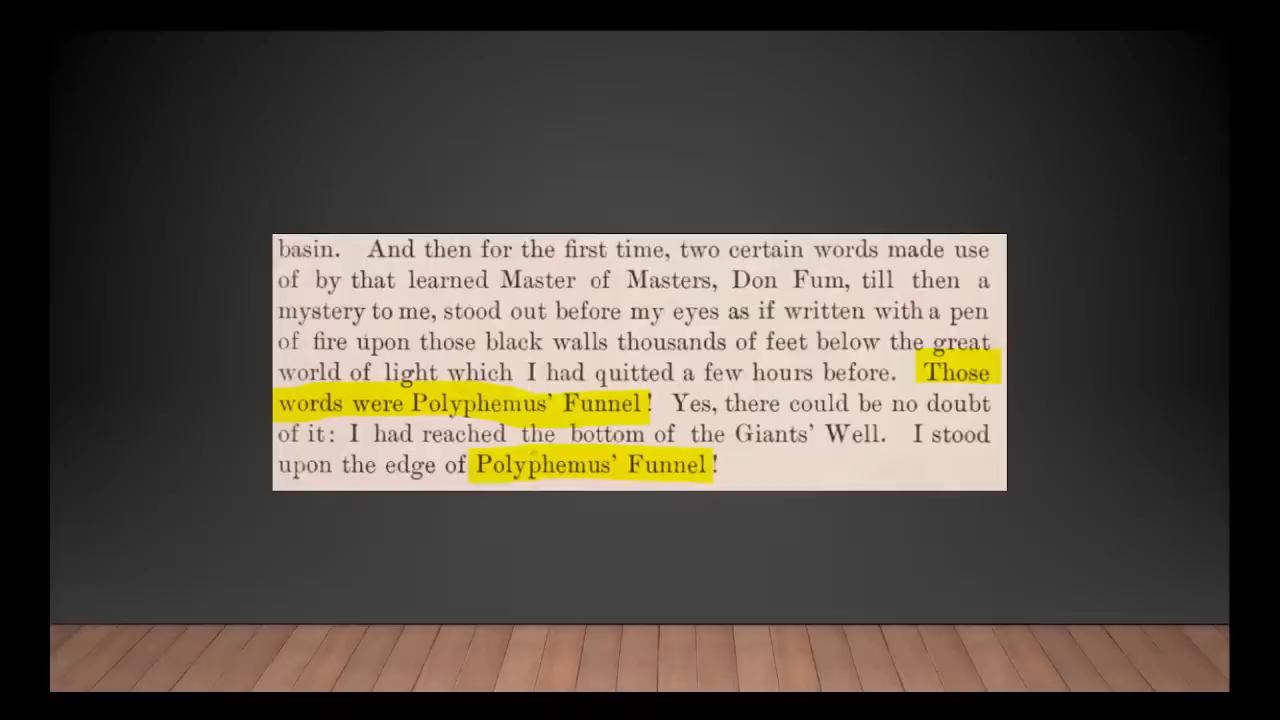 basin. And then for the first time, two certain words made use
of by that learned Master of Masters, Don Fum, till then a
mystery to me, stood out before my eyes as if written with a pen
of fire upon those black walls thousands of feet below the great
world of light which I had quitted a few hours before. Those
words were Polyphemus' Funnel! Yes, there could be no doubt
of it: I had reached the bottom of the Giants' Well. I stood
upon the edge of Polyphemus' Funnel!